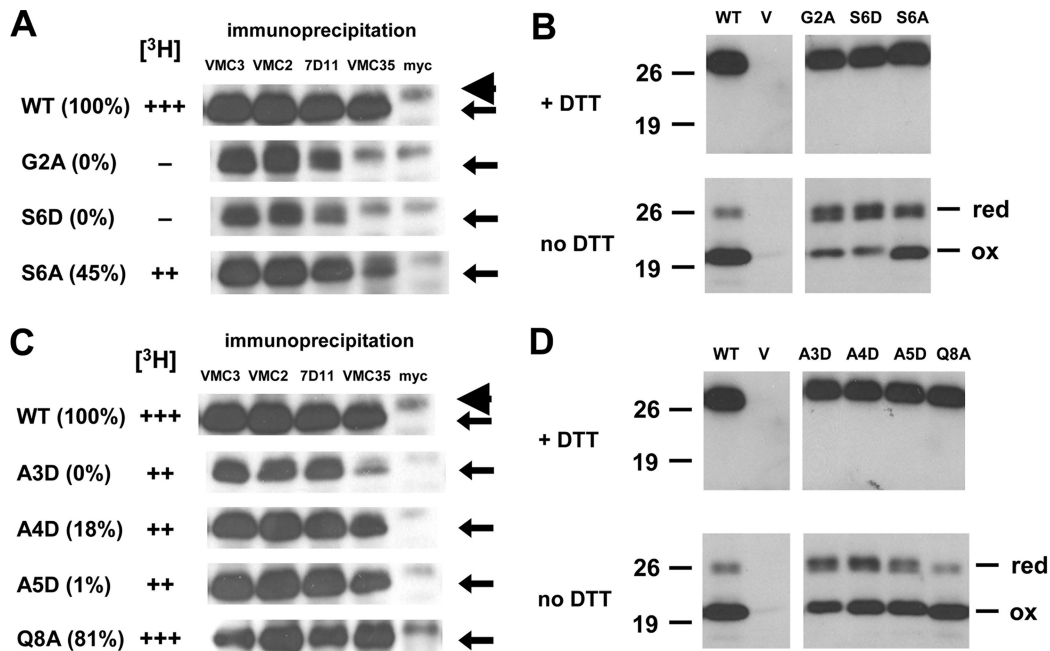 A
[³H]
immunoprecipitation
VMC3 VMC2 7D11 VMC35 myc
WT (100%) +++
G2A (0%) –
S6D (0%) –
S6A (45%) ++
B
WT V G2A S6D S6A
+ DTT
26
19
no DTT
26
19
red
ox
C
[³H]
immunoprecipitation
VMC3 VMC2 7D11 VMC35 myc
WT (100%) +++
A3D (0%) ++
A4D (18%) ++
A5D (1%) ++
Q8A (81%) +++
D
WT V A3D A4D A5D Q8A
+ DTT
26
19
no DTT
26
19
red
ox